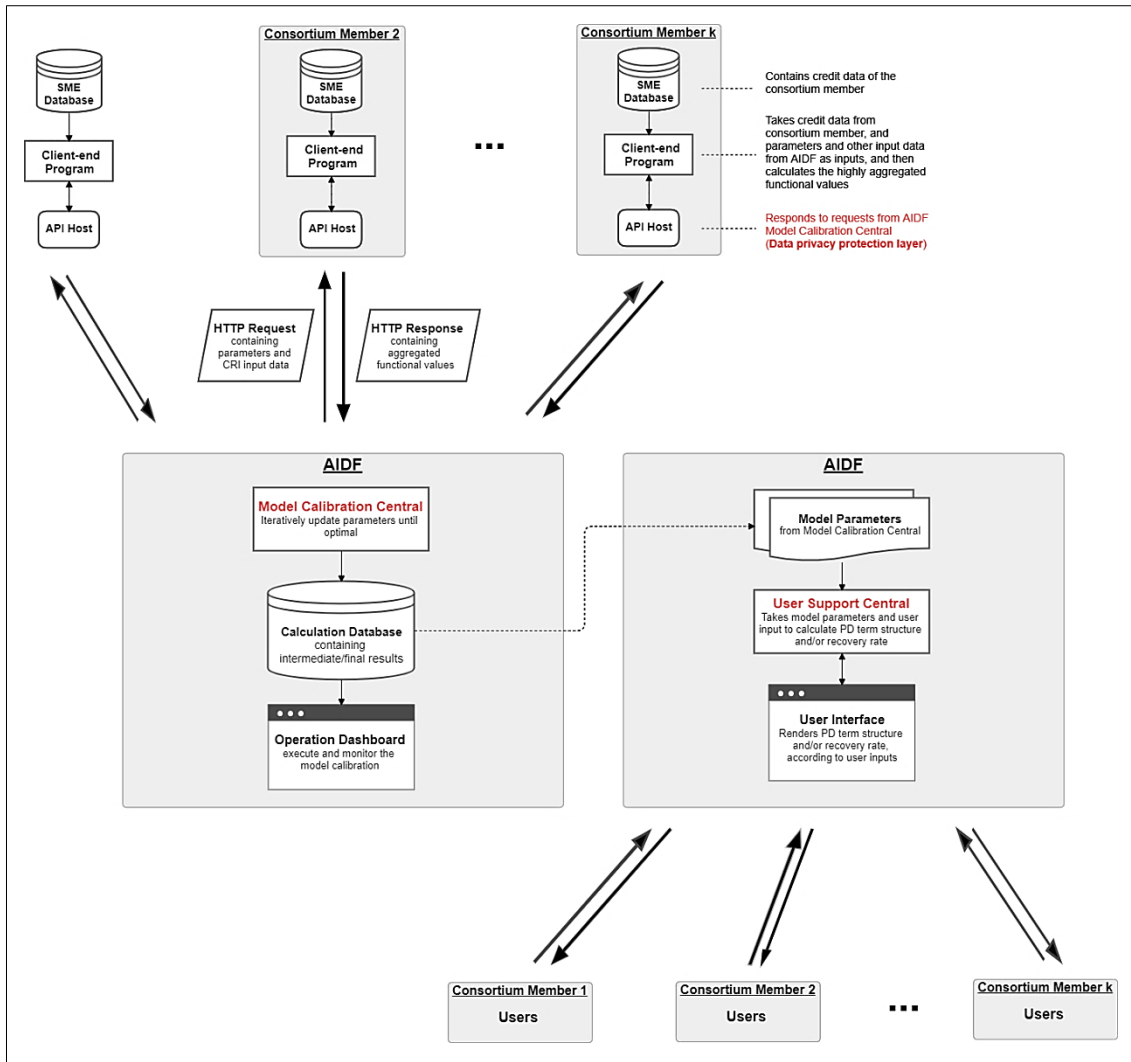 Consortium Member 2
Consortium Member k
SME
Database
Client-end
Program
API Host
SME
Database
Client-end
Program
API Host
...
SME
Database
Client-end
Program
API Host
Contains credit data of the
consortium member
Takes credit data from
consortium member, and
parameters and other input data
from AIDF as inputs, and then
calculates the highly aggregated
functional values
Responds to requests from AIDF
Model Calibration Central
(Data privacy protection layer)
HTTP Request
containing
parameters and
CRI input data
HTTP Response
containing
aggregated
functional values
AIDF
Model Calibration Central
Iteratively update parameters until
optimal
Calculation Database
containing
intermediate/final results
Operation Dashboard
execute and monitor the
model calibration
AIDF
Model Parameters
from Model Calibration Central
User Support Central
Takes model parameters and user
input to calculate PD term structure
and/or recovery rate
User Interface
Renders PD term structure
and/or recovery rate,
according to user inputs
Consortium Member 1
Users
Consortium Member 2
Users
...
Consortium Member k
Users